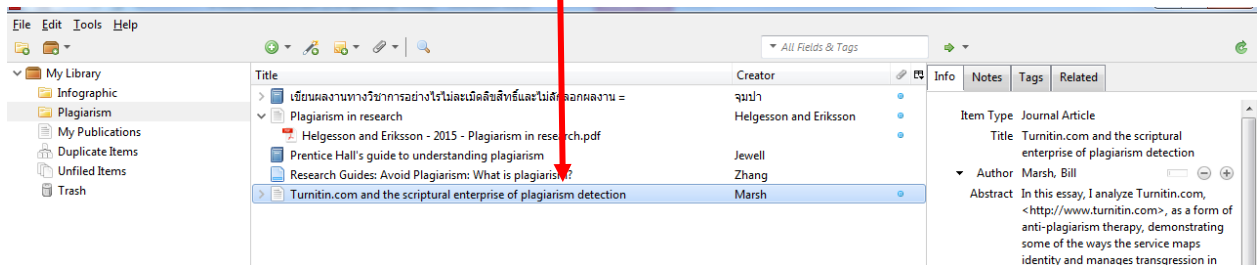 File Edit Tools Help
All Fields & Tags
My Library
Infographic
Plagiarism
My Publications
Duplicate Items
Unfiled Items
Trash
Title Creator
เขียนผลงานทางวิชาการอย่างไรไม่ละเมิดลิขสิทธิ์และไม่ลักลอกผลงาน = จุมปา
Plagiarism in research Helgesson and Eriksson
Helgesson and Eriksson - 2015 - Plagiarism in research.pdf
Prentice Hall's guide to understanding plagiarism Jewell
Research Guides: Avoid Plagiarism: What is plagiarism? Zhang
Turnitin.com and the scriptural enterprise of plagiarism detection Marsh
Info Notes Tags Related
Item Type Journal Article
Title Turnitin.com and the scriptural
enterprise of plagiarism detection
Author Marsh, Bill
Abstract In this essay, I analyze Turnitin.com,
<http://www.turnitin.com>, as a form of
anti-plagiarism therapy, demonstrating
some of the ways the service maps
identity and manages transgression in